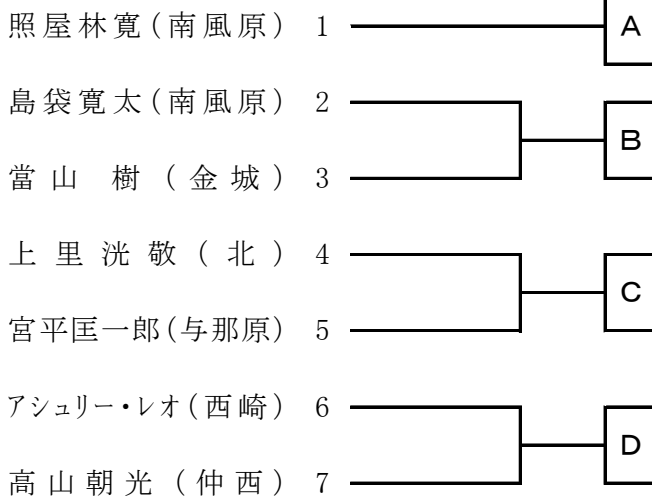 照屋林寛(南風原) 1 A
島袋寛太(南風原) 2
B
當山 樹(金城) 3
上里洸敬(北) 4
C
宮平匡一郎(与那原) 5
アシュリー・レオ(西崎) 6
D
高山朝光(仲西) 7